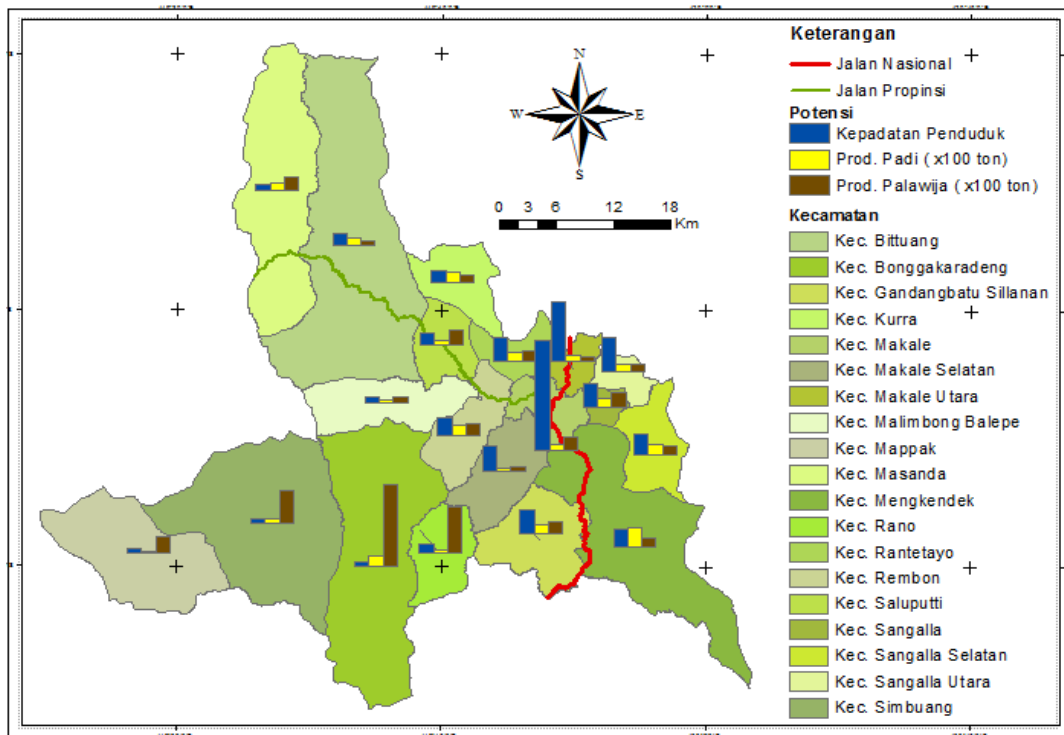 Keterangan
Jalan Nasional
Jalan Propinsi
Potensi
Kepadatan Penduduk
Prod. Padi ( x100 ton)
Prod. Palawija ( x100 ton)
Kecamatan
Kec. Bittuang
Kec. Bonggakaradeng
Kec. Gandangbatu Sillanan
Kec. Kurra
Kec. Makale
Kec. Makale Selatan
Kec. Makale Utara
Kec. Malimbong Balepe
Kec. Mappak
Kec. Masanda
Kec. Mengkendek
Kec. Rano
Kec. Rantetayo
Kec. Rembon
Kec. Saluputti
Kec. Sangalla
Kec. Sangalla Selatan
Kec. Sangalla Utara
Kec. Simbuang
N
W E
S
0 3 6 12 18
Km